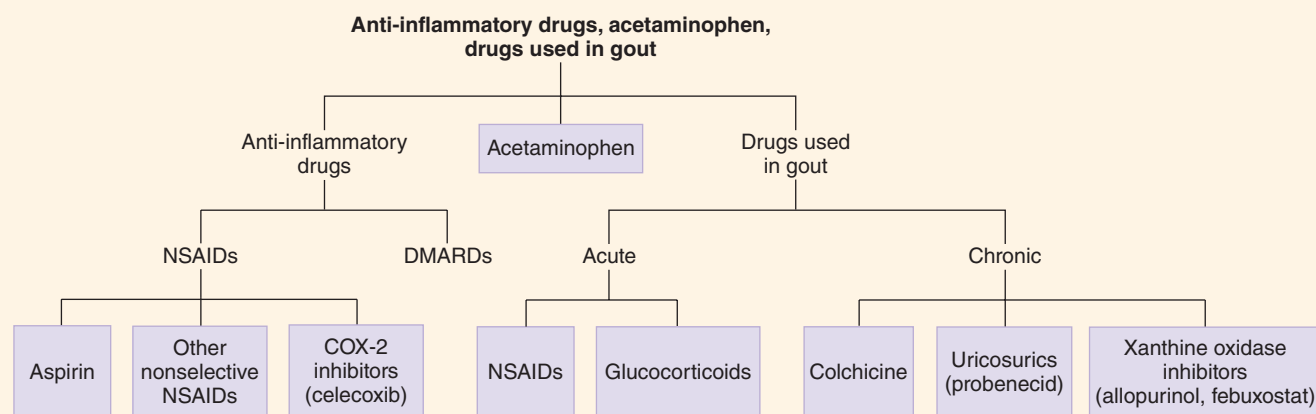 Anti-inflammatory drugs, acetaminophen,
drugs used in gout
Anti-inflammatory
drugs
Acetaminophen
Drugs used
in gout
NSAIDs
DMARDs
Acute
Chronic
Aspirin
Other
nonselective
NSAIDs
COX-2
inhibitors
(celecoxib)
NSAIDs
Glucocorticoids
Colchicine
Uricosurics
(probenecid)
Xanthine oxidase
inhibitors
(allopurinol, febuxostat)